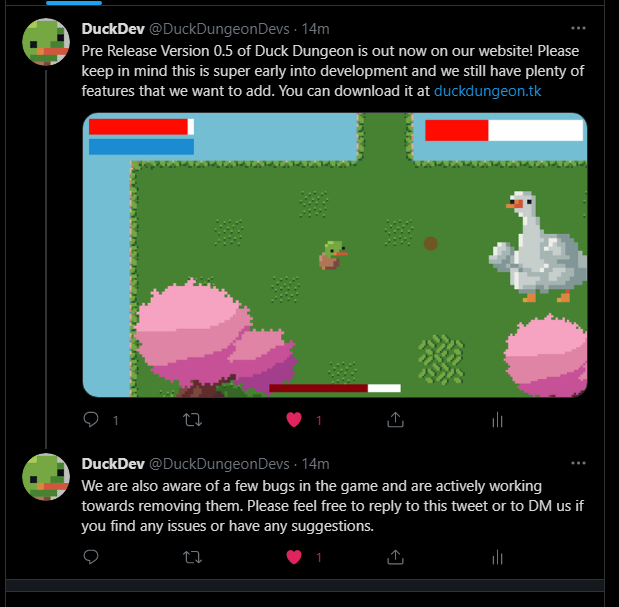 DuckDev @DuckDungeonDevs · 14m
Pre Release Version 0.5 of Duck Dungeon is out now on our website! Please
keep in mind this is super early into development and we still have plenty of
features that we want to add. You can download it at duckdungeon.tk
1 1
DuckDev @DuckDungeonDevs · 14m
We are also aware of a few bugs in the game and are actively working
towards removing them. Please feel free to reply to this tweet or to DM us if
you find any issues or have any suggestions.
1